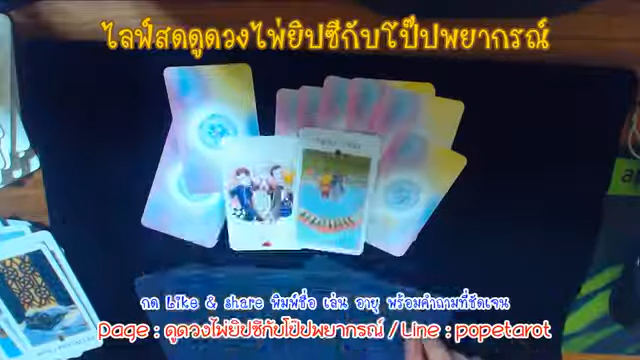 ไลฟ์สดดูดวงไพ่ยิปซีกับโป๊ปพยากรณ์
กด Like & share พิมพ์ชื่อ เล่น อายุ พร้อมคำถามที่ชัดเจน
Page : ดูดวงไพ่ยิปซีกับโป๊ปพยากรณ์ / Line : popetarot